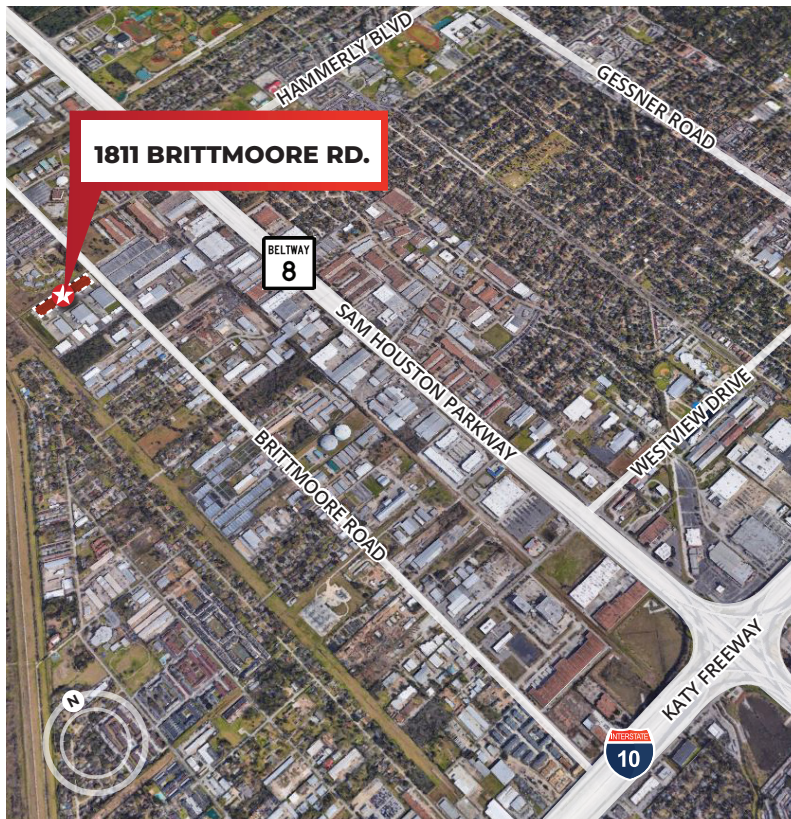 HAMMERLY BLVD
GESSNER ROAD
1811 BRITTMOORE RD.
BELTWAY
8
SAM HOUSTON PARKWAY
WESTVIEW DRIVE
BRITTMOORE ROAD
KATY FREEWAY
N
INTERSTATE
10